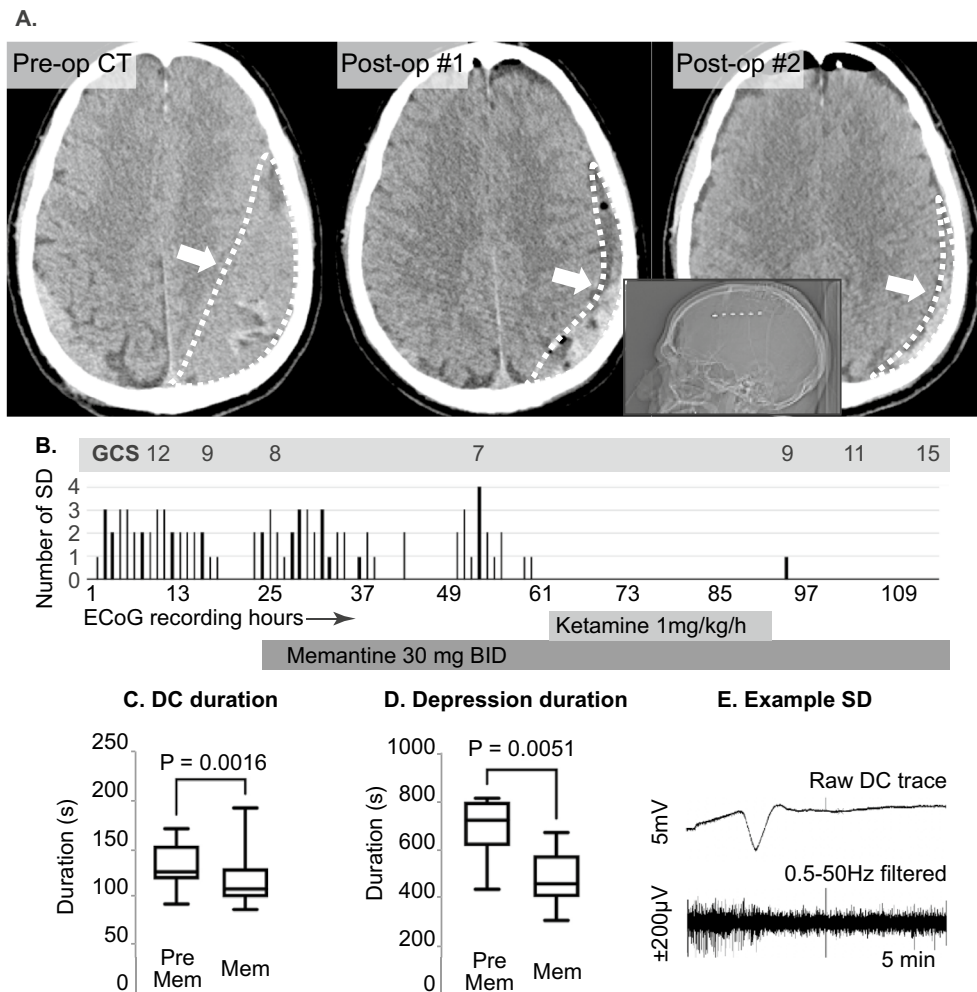 A.
Pre-op CT
Post-op #1
Post-op #2
B.
GCS 12 9 8 7 9 11 15
Number of SD
4
3
2
1
0
1 13 25 37 49 61 73 85 97 109
ECoG recording hours
Ketamine 1mg/kg/h
Memantine 30 mg BID
C. DC duration
Duration (s)
250
200
150
100
50
0
P = 0.0016
Pre
Mem
Mem
D. Depression duration
Duration (s)
1000
800
600
400
200
0
P = 0.0051
Pre
Mem
Mem
E. Example SD
Raw DC trace
5mV
0.5-50Hz filtered
±200µV
5 min